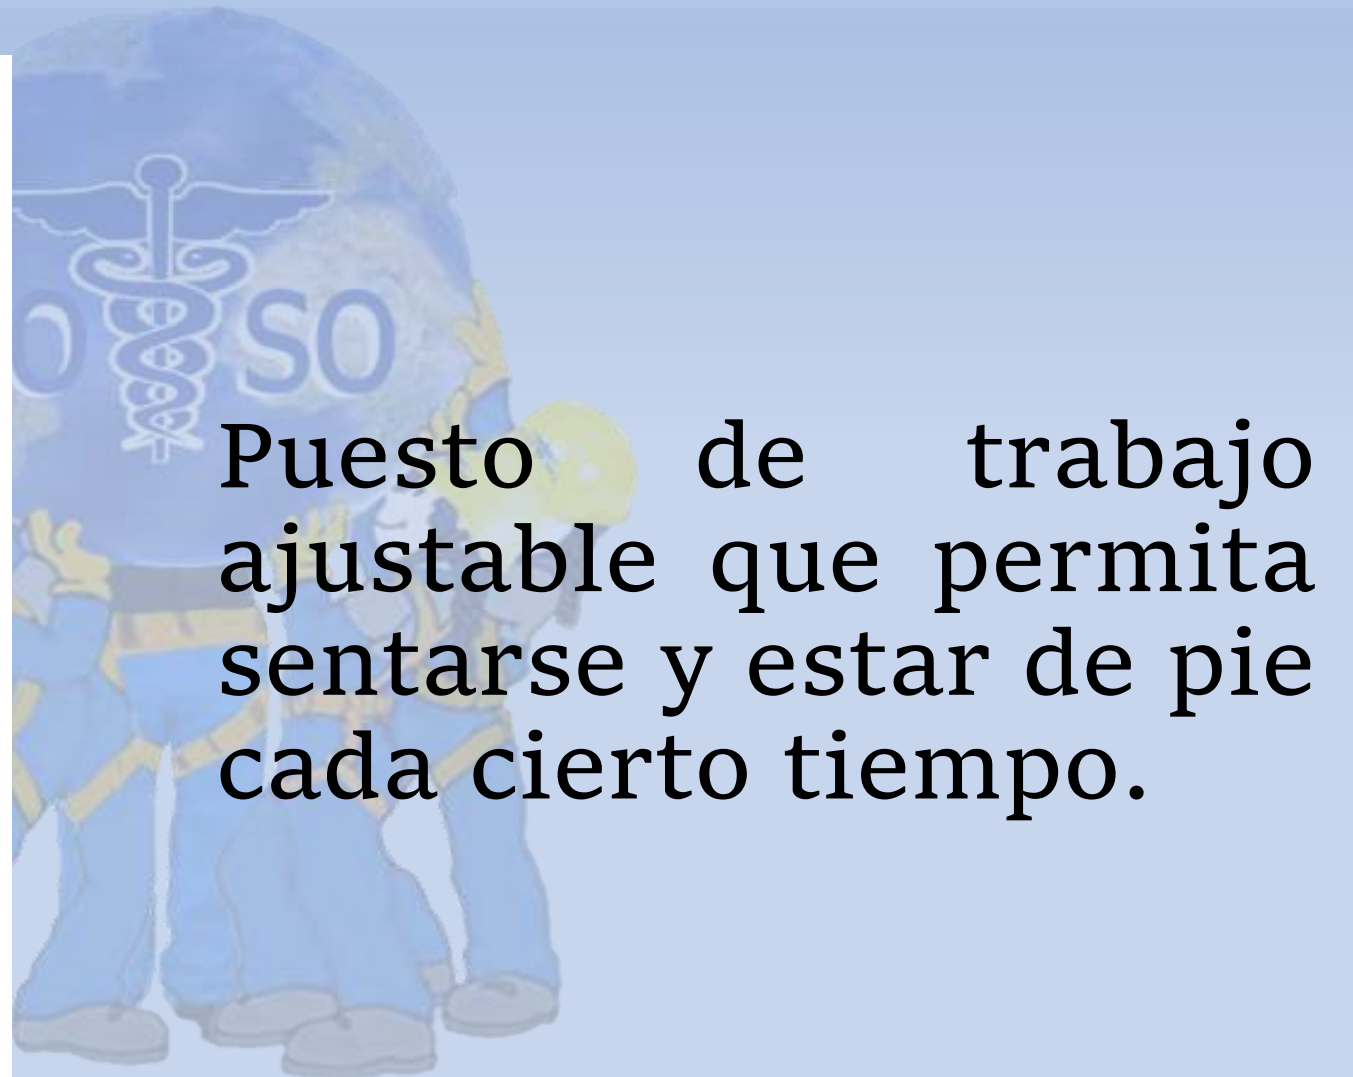 O SO
Puesto de trabajo
ajustable que permita
sentarse y estar de pie
cada cierto tiempo.